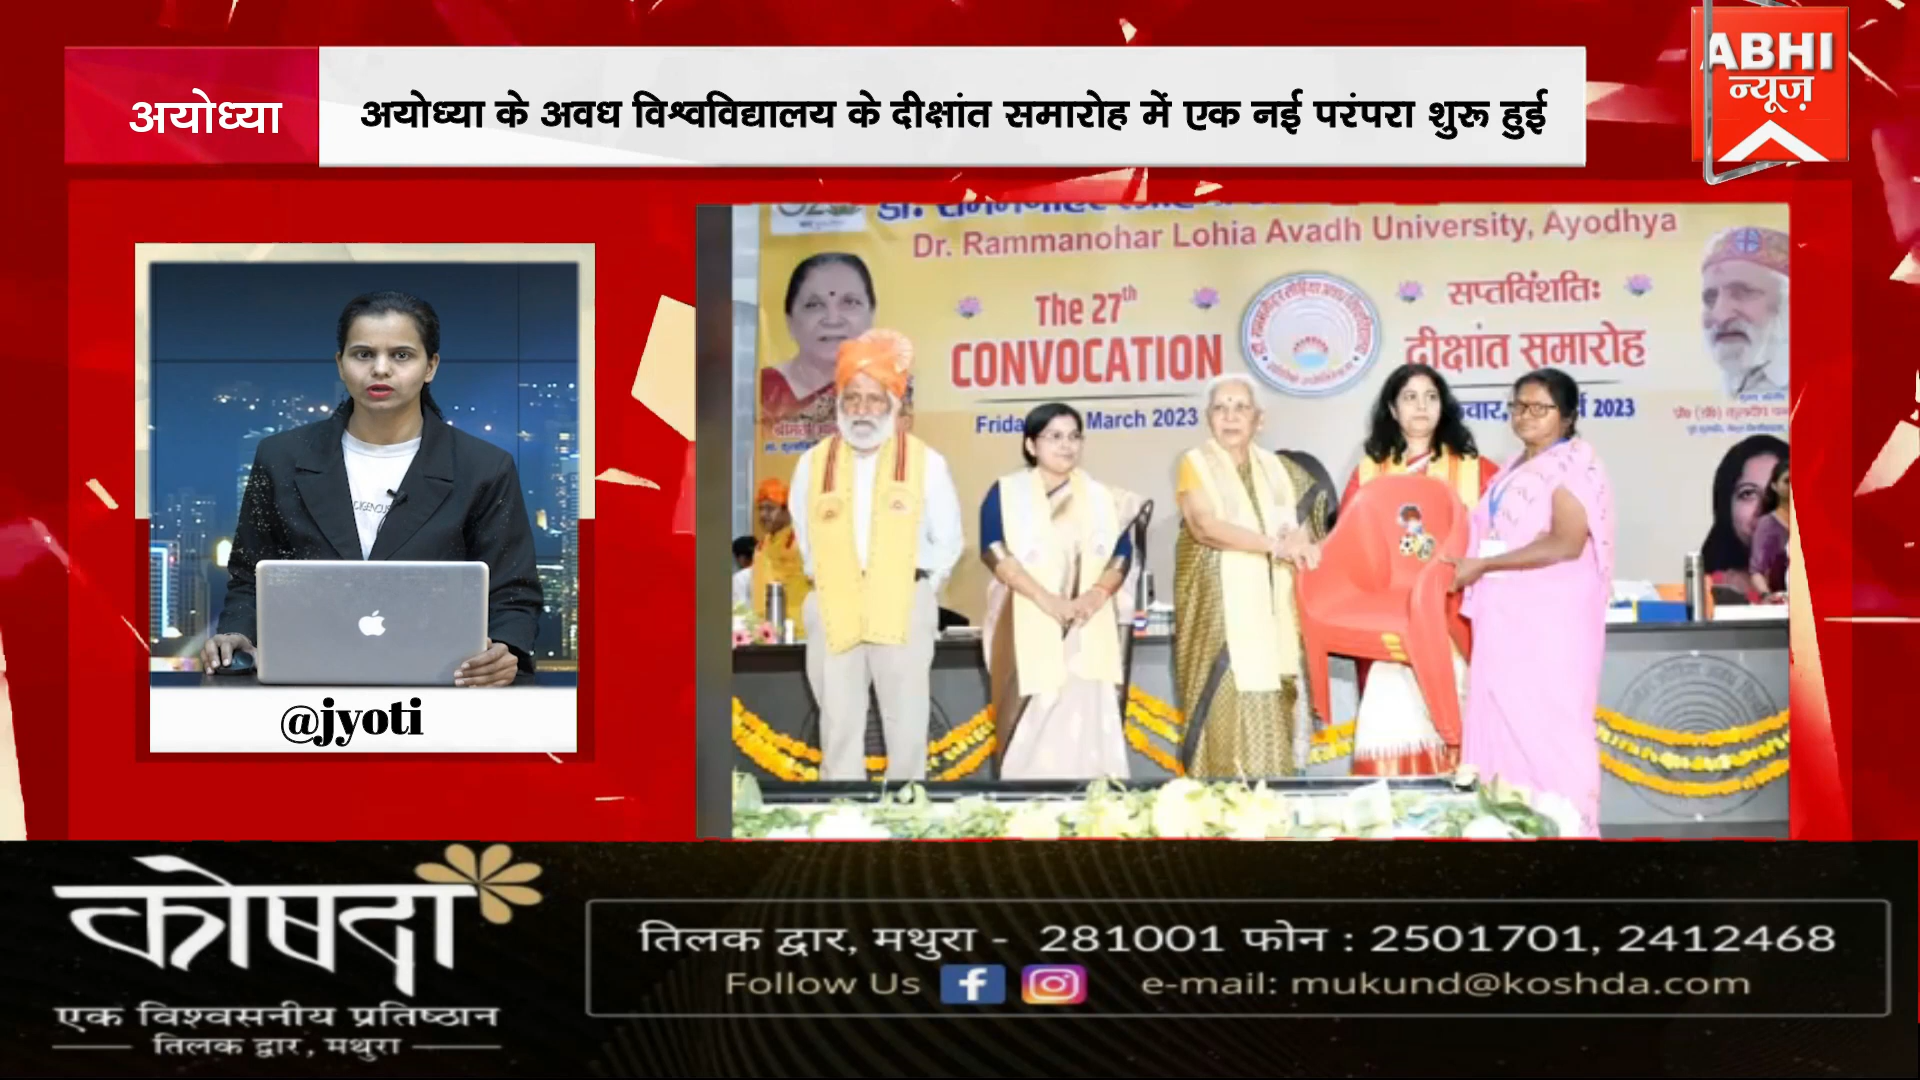 अयोध्या
अयोध्या के अवध विश्वविद्यालय के दीक्षांत समारोह में एक नई परंपरा शुरू हुई
ABHI
न्यूज़
Dr. Rammanohar Lohia Avadh University, Ayodhya
The 27th
CONVOCATION
सप्तविंशतिः
दीक्षांत समारोह
March 2023
2023
@jyoti
कोषदा
एक विश्वसनीय प्रतिष्ठान
तिलक द्वार, मथुरा
तिलक द्वार, मथुरा - 281001 फोन : 2501701, 2412468
Follow Us
e-mail: mukund@koshda.com